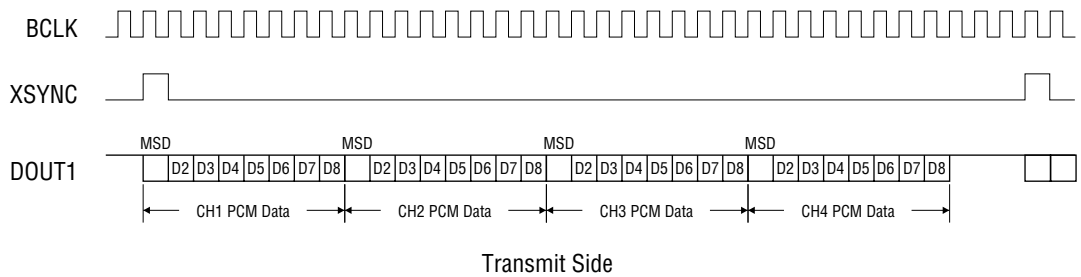 BCLK
XSYNC
MSD MSD MSD MSD
DOUT1 D2 D3 D4 D5 D6 D7 D8 D2 D3 D4 D5 D6 D7 D8 D2 D3 D4 D5 D6 D7 D8 D2 D3 D4 D5 D6 D7 D8
CH1 PCM Data CH2 PCM Data CH3 PCM Data CH4 PCM Data
Transmit Side